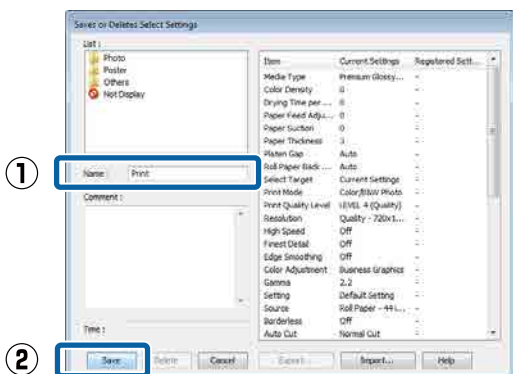 Saves or Deletes Select Settings
List :
Photo
Poster
Others
Not Display
① Name : Print
Comment :
Time :
② Save Delete Cancel Export... Import... Help
Item Current Settings Registered Sett...
Media Type Premium Glossy... -
Color Density 0 -
Drying Time per ... 0 -
Paper Feed Adju... 0 -
Paper Suction 0 -
Paper Thickness 3 -
Platen Gap Auto -
Roll Paper Back ... Auto -
Select Target Current Settings -
Print Mode Color/B&W Photo -
Print Quality Level LEVEL 4 (Quality) -
Resolution Quality - 720x1... -
High Speed Off -
Finest Detail Off -
Edge Smoothing Off -
Color Adjustment Business Graphics -
Gamma 2.2 -
Setting Default Setting -
Source Roll Paper - 44 i... -
Borderless Off -
Auto Cut Normal Cut -